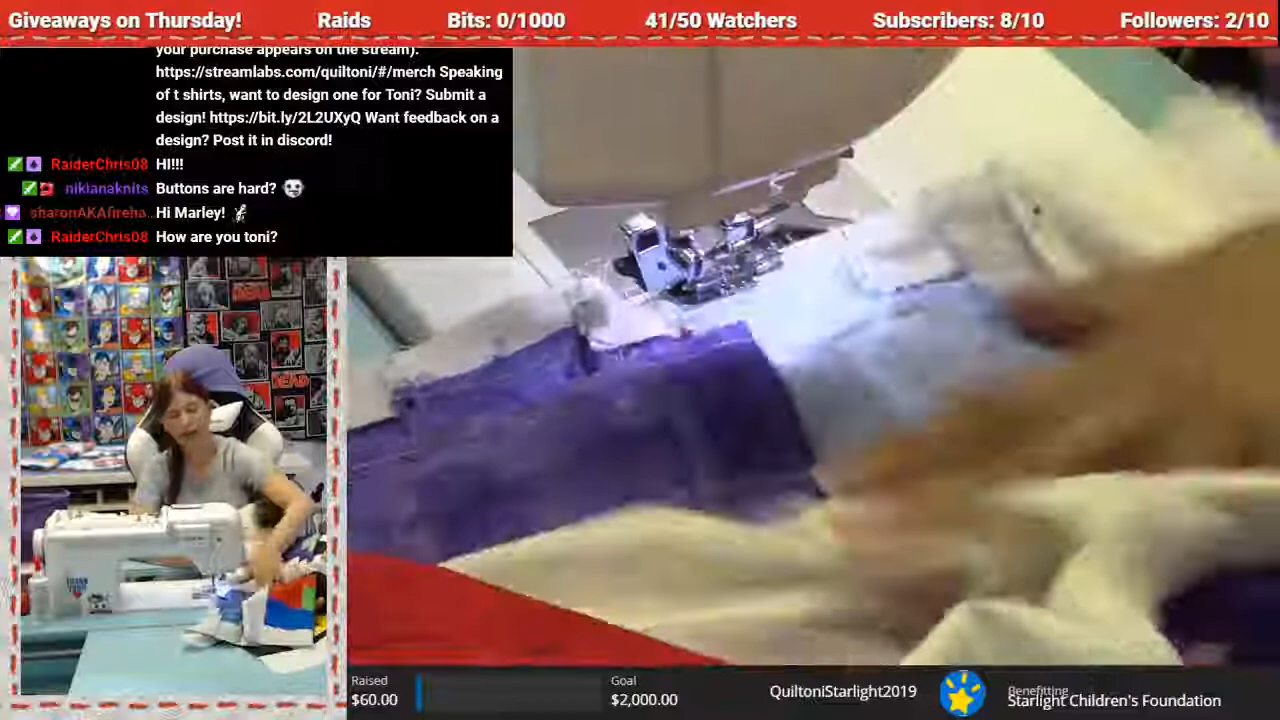 Giveaways on Thursday! Raids Bits: 0/1000 41/50 Watchers Subscribers: 8/10 Followers: 2/10
your purchase appears on the stream).
https://streamlabs.com/quiltoni/#/merch Speaking
of t shirts, want to design one for Toni? Submit a
design! https://bit.ly/2L2UXyQ Want feedback on a
design? Post it in discord!
RaiderChris08 HI!!!
nikianaknits Buttons are hard?
sharonAKAfireha... Hi Marley!
RaiderChris08 How are you toni?
DEAD
Raised
$60.00
Goal
$2,000.00
QuiltoniStarlight2019
Benefitting
Starlight Children's Foundation